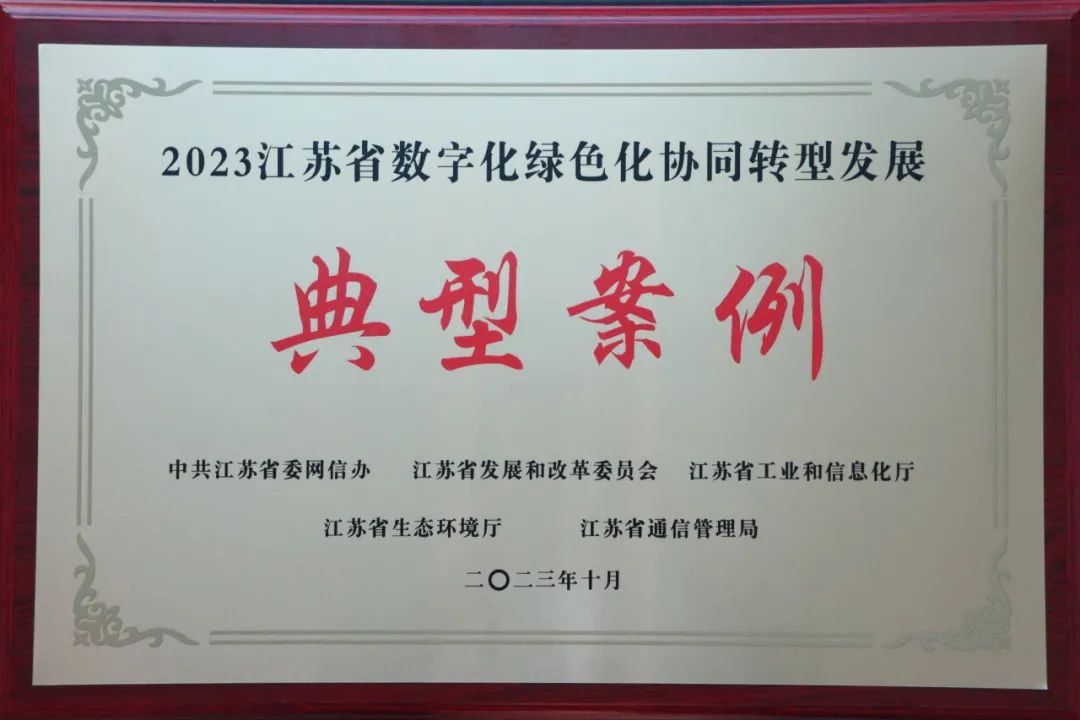 2023江苏省数字化绿色化协同转型发展
典型案例
中共江苏省委网信办 江苏省发展和改革委员会 江苏省工业和信息化厅
江苏省生态环境厅 江苏省通信管理局
二〇二三年十月